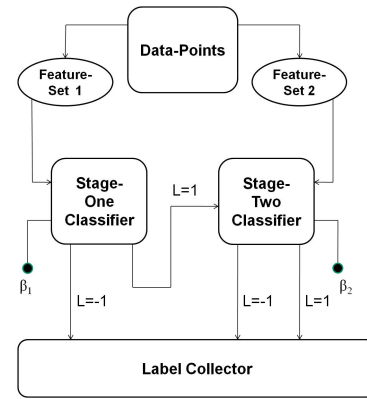 Data-Points
Feature-
Set 1
Feature-
Set 2
Stage-
One
Classifier
L=1
Stage-
Two
Classifier
β1
L=-1
L=-1
L=1
β2
Label Collector